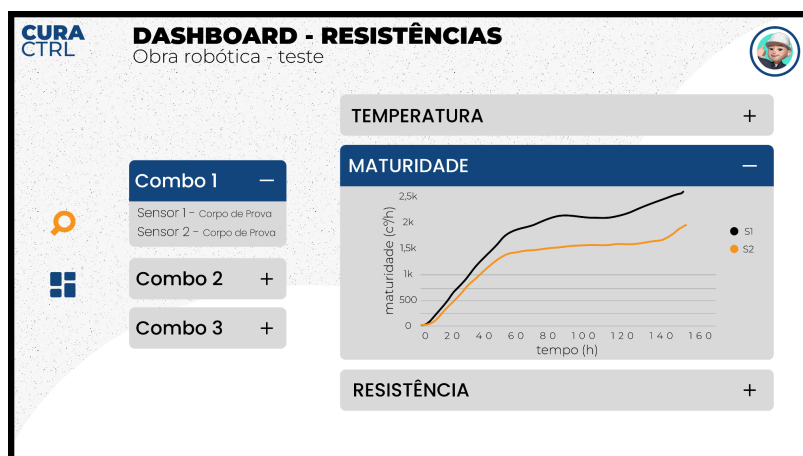 CURA
CTRL
DASHBOARD - RESISTÊNCIAS
Obra robótica - teste
Combo 1 —
Sensor 1 - Corpo de Prova
Sensor 2 - Corpo de Prova
Combo 2 +
Combo 3 +
TEMPERATURA +
MATURIDADE —
maturidade (c°/h)
2,5k
2k
1,5k
1k
500
0
0 20 40 60 80 100 120 140 160
tempo (h)
S1
S2
RESISTÊNCIA +